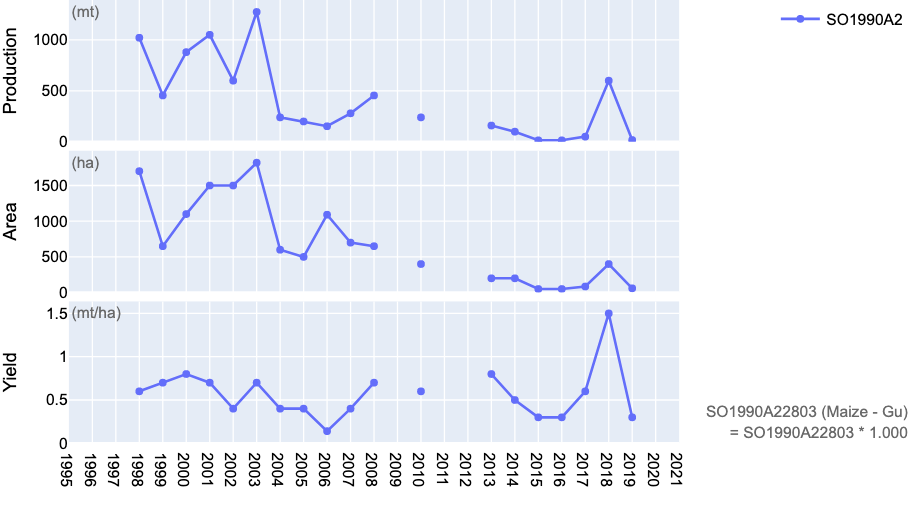 Production
(mt)
1000
500
0
SO1990A2
Area
(ha)
1500
1000
500
0
Yield
(mt/ha)
1.5
1
0.5
0
1995 1996 1997 1998 1999 2000 2001 2002 2003 2004 2005 2006 2007 2008 2009 2010 2011 2012 2013 2014 2015 2016 2017 2018 2019 2020 2021
SO1990A22803 (Maize - Gu)
= SO1990A22803 * 1.000